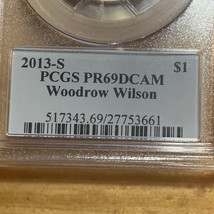 2013-S $1
PCGS PR69DCAM
Woodrow Wilson
517343.69/27753661